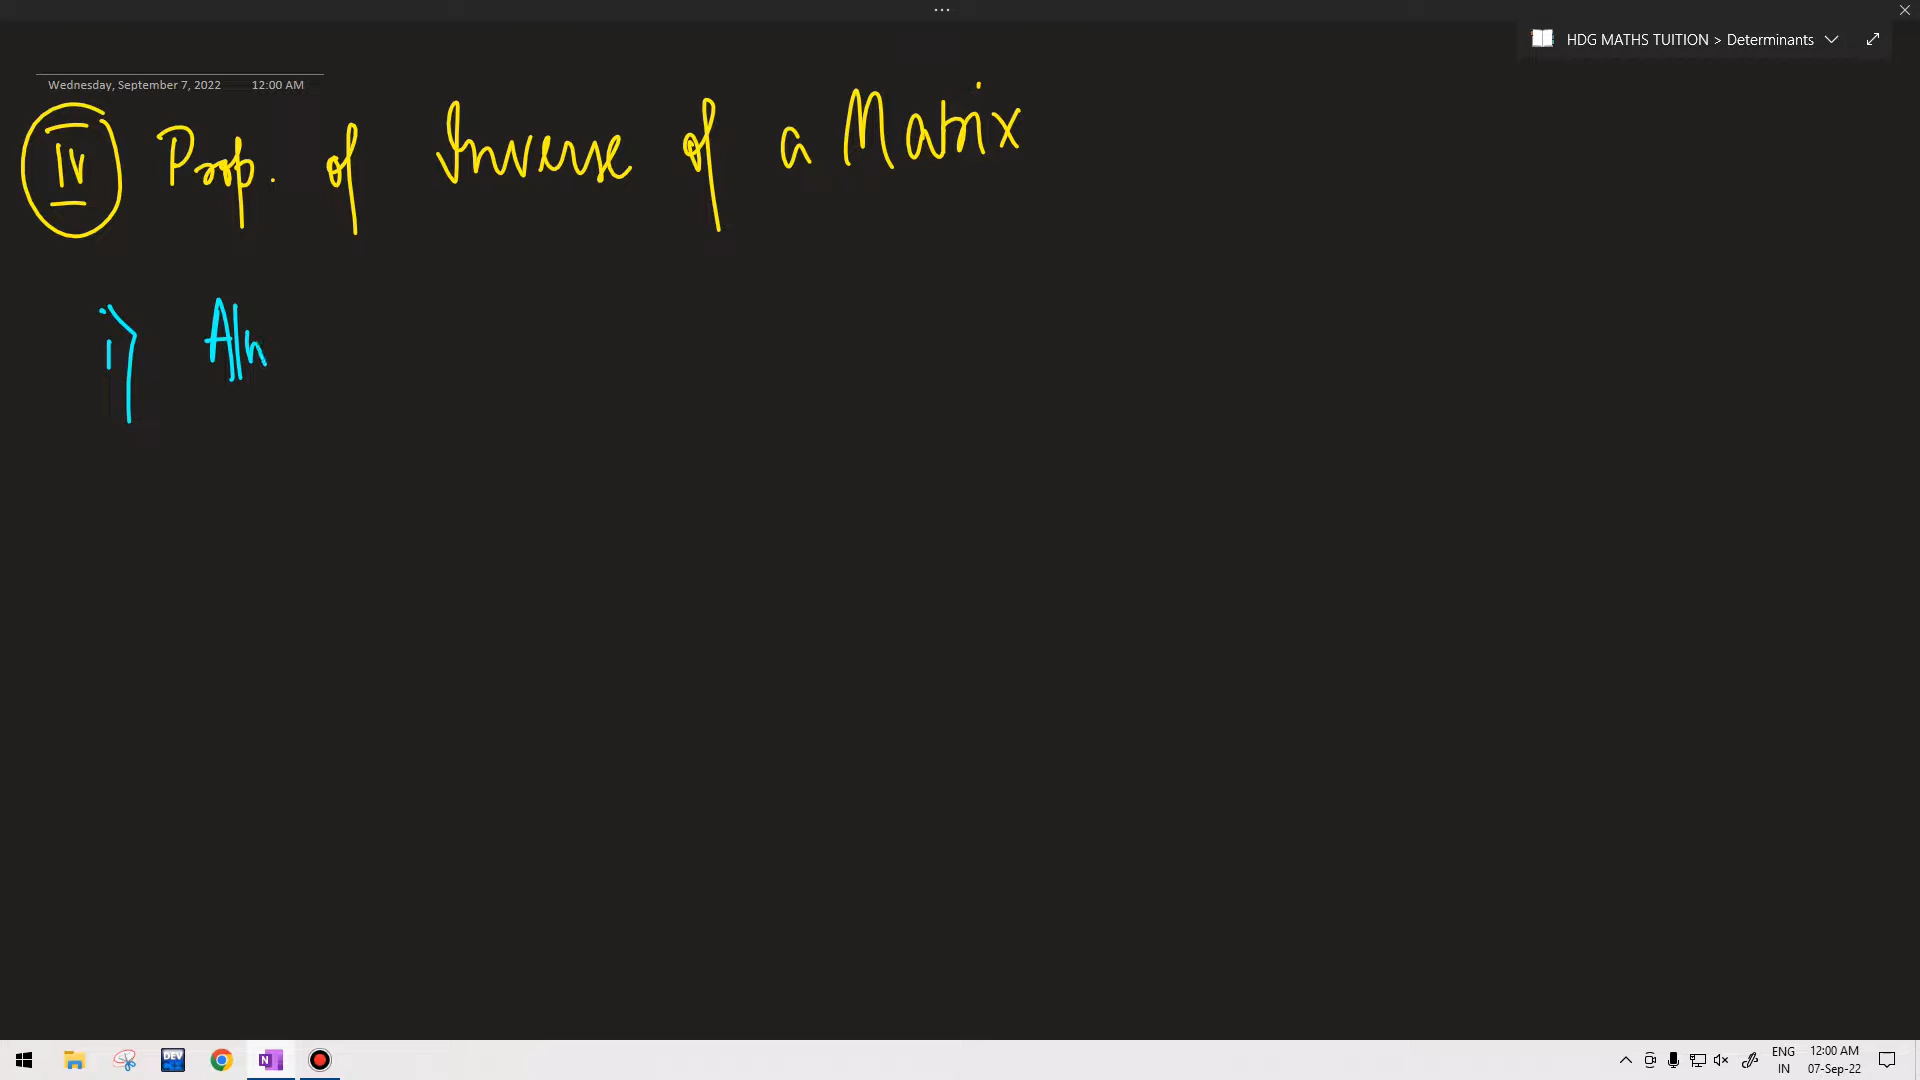 HDG MATHS TUITION > Determinants
Wednesday, September 7, 2022 12:00 AM
IV Prop. of Inverse of a Matrix
i)
DEV
N
ENG
IN
12:00 AM
07-Sep-22